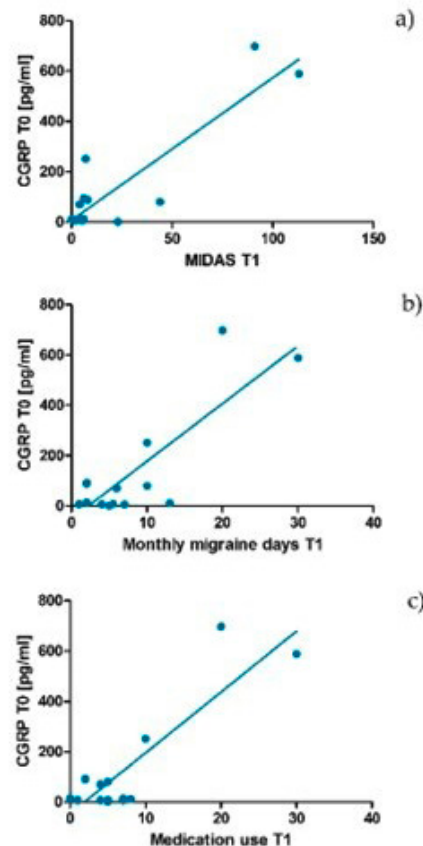 a)
800
600
400
200
0
CGRP T0 [pg/ml]
0 50 100 150
MIDAS T1
b)
800
600
400
200
0
CGRP T0 [pg/ml]
0 10 20 30 40
Monthly migraine days T1
c)
800
600
400
200
0
CGRP T0 [pg/ml]
0 10 20 30 40
Medication use T1